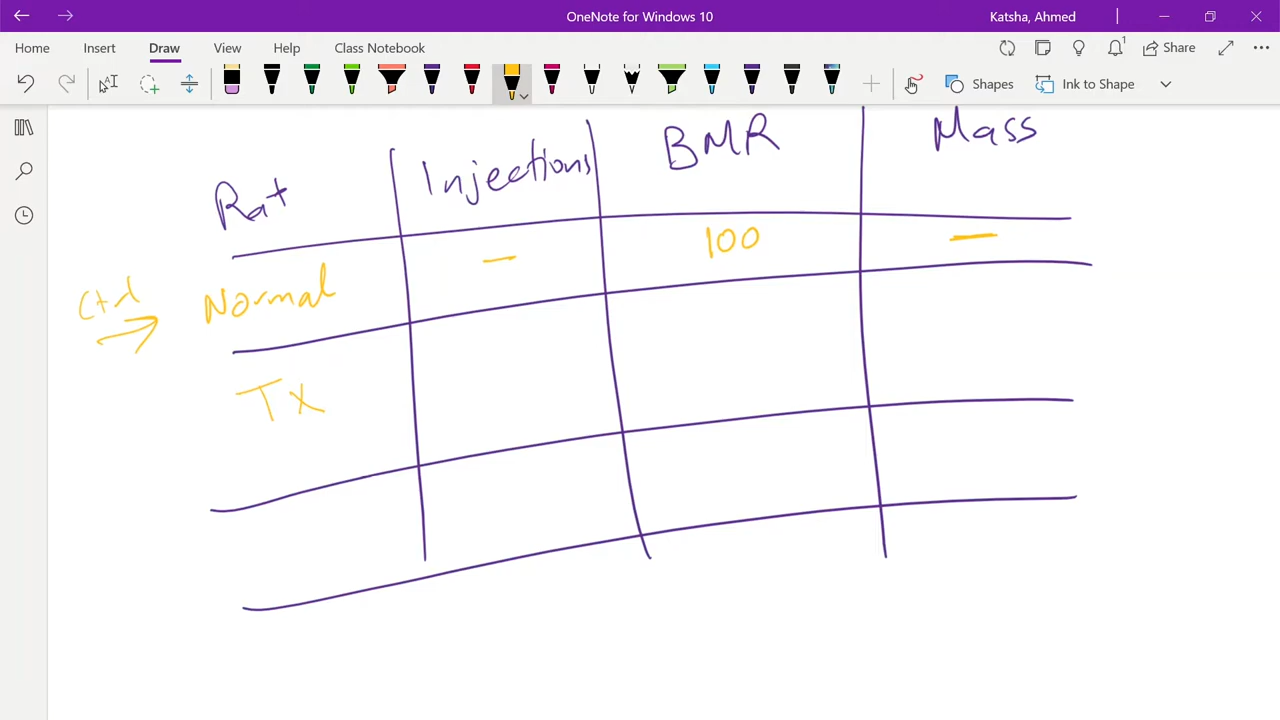 OneNote for Windows 10
Katsha, Ahmed
Home Insert Draw View Help Class Notebook
1
Share
Shapes
Ink to Shape
Rat Injections BMR Mass
Ctrl Normal – 100 –
Tx